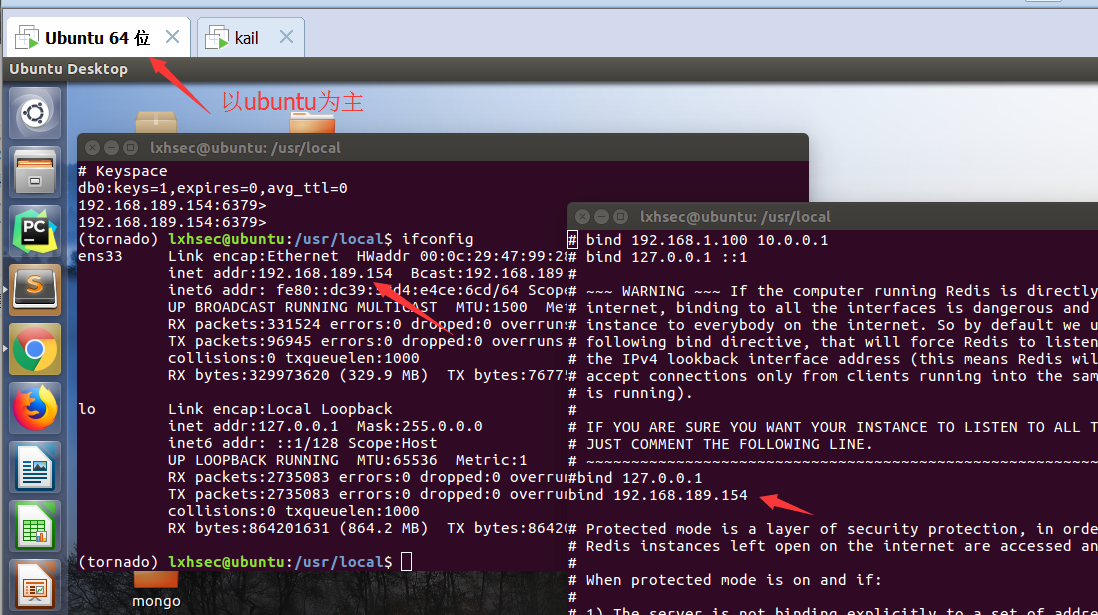 Ubuntu 64 位
kail
Ubuntu Desktop
以ubuntu为主
lxhsec@ubuntu: /usr/local
# Keyspace
db0:keys=1,expires=0,avg_ttl=0
192.168.189.154:6379>
192.168.189.154:6379>
(tornado) lxhsec@ubuntu:/usr/local$ ifconfig
ens33 Link encap:Ethernet HWaddr 00:0c:29:47:99:28
inet addr:192.168.189.154 Bcast:192.168.189
inet6 addr: fe80::dc39: d4:e4ce:6cd/64 Scop
UP BROADCAST RUNNING MULTICAST MTU:1500 Me
RX packets:331524 errors:0 dropped:0 overrun
TX packets:96945 errors:0 dropped:0 overruns
collisions:0 txqueuelen:1000
RX bytes:329973620 (329.9 MB) TX bytes:7677
lo Link encap:Local Loopback
inet addr:127.0.0.1 Mask:255.0.0.0
inet6 addr: ::1/128 Scope:Host
UP LOOPBACK RUNNING MTU:65536 Metric:1
RX packets:2735083 errors:0 dropped:0 overru
TX packets:2735083 errors:0 dropped:0 overru
collisions:0 txqueuelen:1000
RX bytes:864201631 (864.2 MB) TX bytes:8642
(tornado) lxhsec@ubuntu:/usr/local$
lxhsec@ubuntu: /usr/local
# bind 192.168.1.100 10.0.0.1
# bind 127.0.0.1 ::1
#
# ~~~ WARNING ~~~ If the computer running Redis is directly
# internet, binding to all the interfaces is dangerous and
# instance to everybody on the internet. So by default we u
# following bind directive, that will force Redis to listen
# the IPv4 lookback interface address (this means Redis wil
# accept connections only from clients running into the sam
# is running).
#
# IF YOU ARE SURE YOU WANT YOUR INSTANCE TO LISTEN TO ALL T
# JUST COMMENT THE FOLLOWING LINE.
# ~~~~~~~~~~~~~~~~~~~~~~~~~~~~~~~~~~~~~~~~~~~~~~~~~~~~~~~~~
#bind 127.0.0.1
bind 192.168.189.154
# Protected mode is a layer of security protection, in orde
# Redis instances left open on the internet are accessed an
#
# When protected mode is on and if:
#
# 1) The server is not binding explicitly to a set of addre
PC
S
mongo